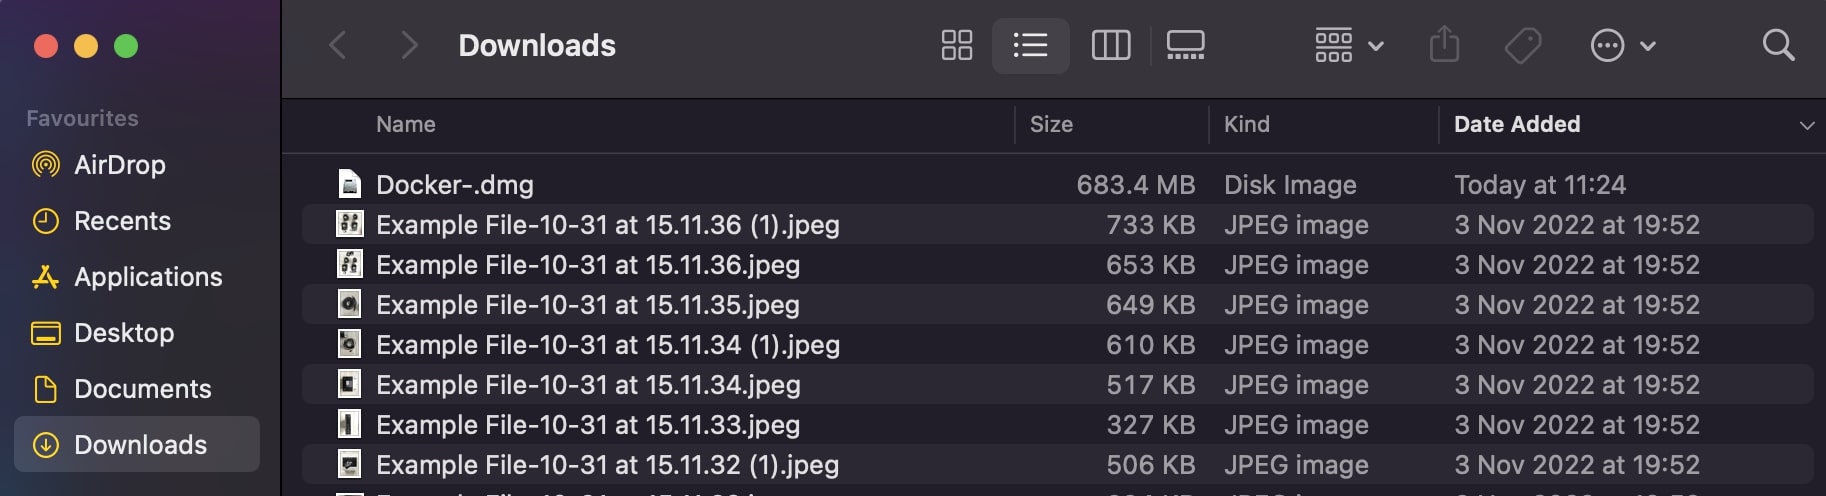 Downloads
Favourites
AirDrop
Recents
Applications
Desktop
Documents
Downloads
Name Size Kind Date Added
Docker-.dmg 683.4 MB Disk Image Today at 11:24
Example File-10-31 at 15.11.36 (1).jpeg 733 KB JPEG image 3 Nov 2022 at 19:52
Example File-10-31 at 15.11.36.jpeg 653 KB JPEG image 3 Nov 2022 at 19:52
Example File-10-31 at 15.11.35.jpeg 649 KB JPEG image 3 Nov 2022 at 19:52
Example File-10-31 at 15.11.34 (1).jpeg 610 KB JPEG image 3 Nov 2022 at 19:52
Example File-10-31 at 15.11.34.jpeg 517 KB JPEG image 3 Nov 2022 at 19:52
Example File-10-31 at 15.11.33.jpeg 327 KB JPEG image 3 Nov 2022 at 19:52
Example File-10-31 at 15.11.32 (1).jpeg 506 KB JPEG image 3 Nov 2022 at 19:52